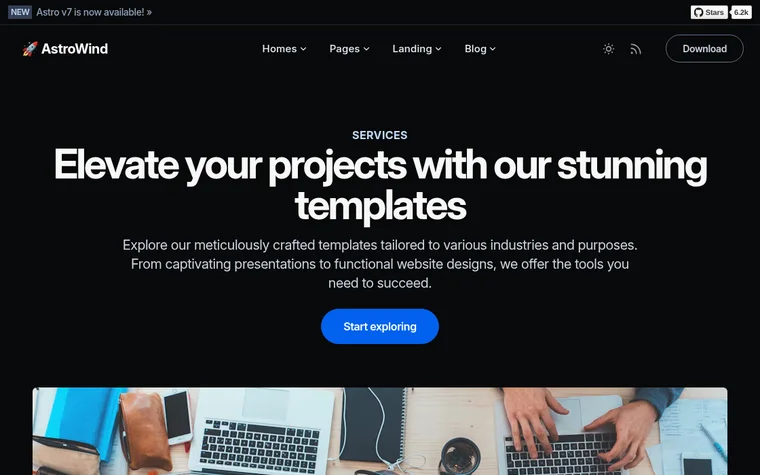 NEW Astro v7 is now available! »
Stars 6.2k
🚀 AstroWind
Homes Pages Landing Blog
Download
SERVICES
Elevate your projects with our stunning
templates
Explore our meticulously crafted templates tailored to various industries and purposes.
From captivating presentations to functional website designs, we offer the tools you
need to succeed.
Start exploring